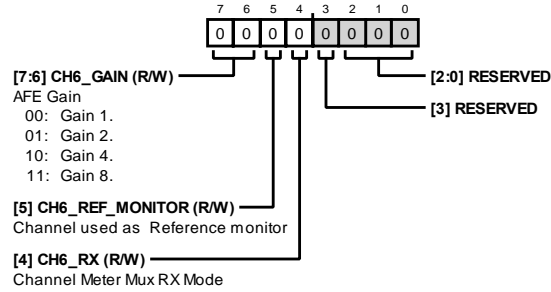 7 6 5 4 3 2 1 0
0 0 0 0 0 0 0 0
[7:6] CH6_GAIN (R/W)
AFE Gain
00: Gain 1.
01: Gain 2.
10: Gain 4.
11: Gain 8.
[5] CH6_REF_MONITOR (R/W)
Channel used as Reference monitor
[4] CH6_RX (R/W)
Channel Meter Mux RX Mode
[2:0] RESERVED
[3] RESERVED